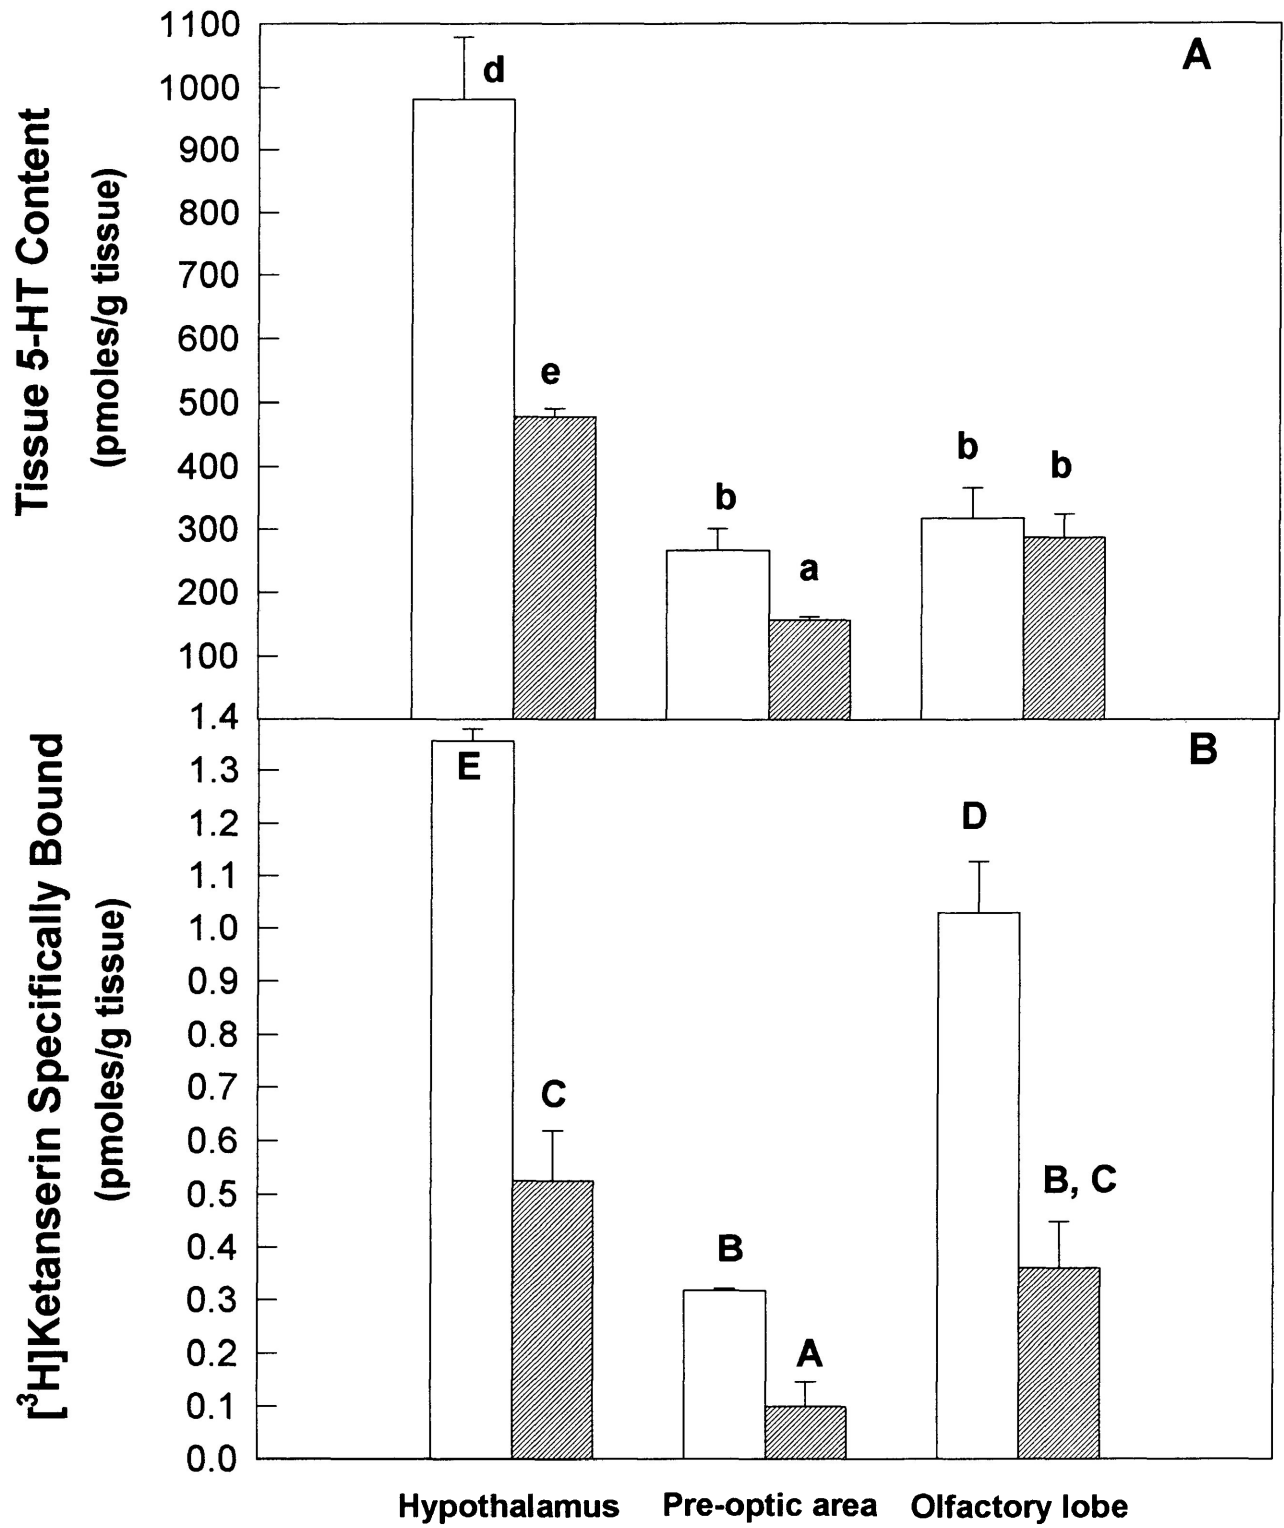 A
Tissue 5-HT Content
(pmoles/g tissue)
1100
1000
900
800
700
600
500
400
300
200
100
d
e
b
a
b
b
B
[³H]Ketanserin Specifically Bound
(pmoles/g tissue)
1.4
1.3
1.2
1.1
1.0
0.9
0.8
0.7
0.6
0.5
0.4
0.3
0.2
0.1
0.0
E
C
B
A
D
B, C
Hypothalamus Pre-optic area Olfactory lobe